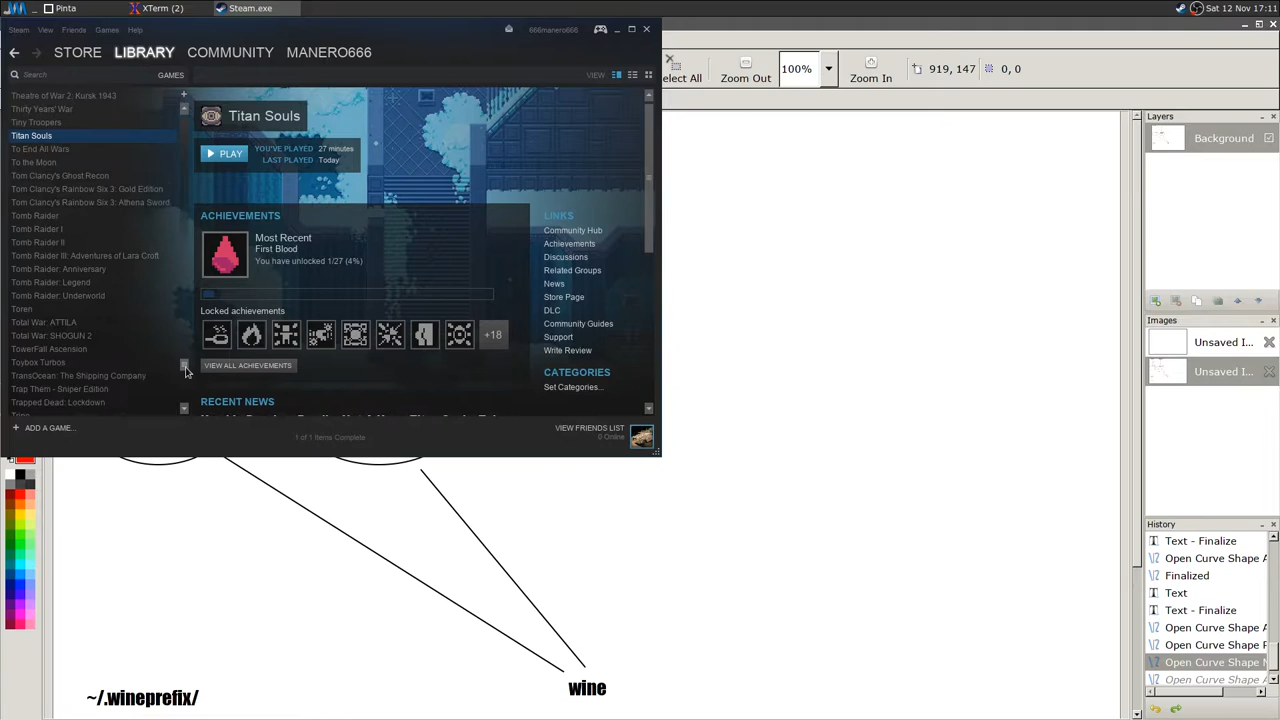 Pinta
XTerm (2)
Steam.exe
Sat 12 Nov 17:11
Steam View Friends Games Help
666manero666
STORE LIBRARY COMMUNITY MANERO666
Search
GAMES
VIEW
Theatre of War 2: Kursk 1943
Thirty Years' War
Tiny Troopers
Titan Souls
To End All Wars
To the Moon
Tom Clancy's Ghost Recon
Tom Clancy's Rainbow Six 3: Gold Edition
Tom Clancy's Rainbow Six 3: Athena Sword
Tomb Raider
Tomb Raider I
Tomb Raider II
Tomb Raider III: Adventures of Lara Croft
Tomb Raider: Anniversary
Tomb Raider: Legend
Tomb Raider: Underworld
Toren
Total War: ATTILA
Total War: SHOGUN 2
TowerFall Ascension
Toybox Turbos
TransOcean: The Shipping Company
Trap Them - Sniper Edition
Trapped Dead: Lockdown
ADD A GAME...
Titan Souls
PLAY
YOU'VE PLAYED 27 minutes
LAST PLAYED Today
ACHIEVEMENTS
Most Recent
First Blood
You have unlocked 1/27 (4%)
Locked achievements
+18
VIEW ALL ACHIEVEMENTS
RECENT NEWS
LINKS
Community Hub
Achievements
Discussions
Related Groups
News
Store Page
DLC
Community Guides
Support
Write Review
CATEGORIES
Set Categories...
1 of 1 Items Complete
VIEW FRIENDS LIST
0 Online
elect All
Zoom Out
100%
Zoom In
919, 147
0, 0
Layers
Background
Images
Unsaved I...
Unsaved I...
History
Text - Finalize
Open Curve Shape
Finalized
Text
Text - Finalize
Open Curve Shape
Open Curve Shape
Open Curve Shape
Open Curve Shape
wine
~/.wineprefix/